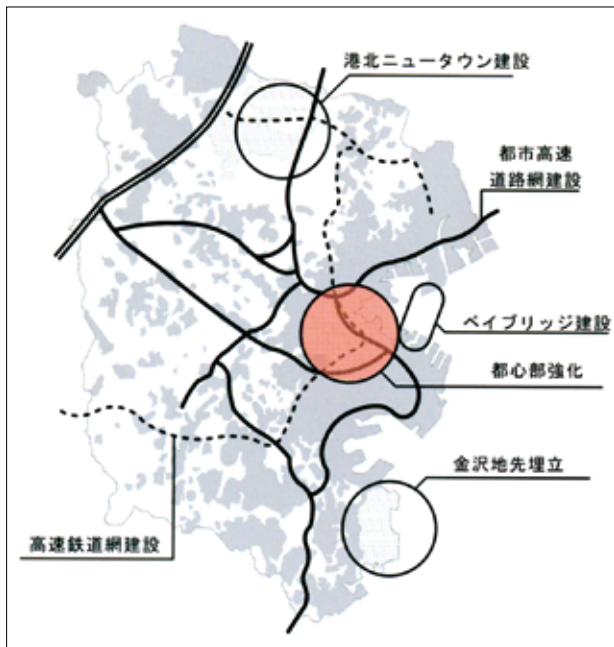 港北ニュータウン建設
都市高速
道路網建設
ベイブリッジ建設
都心部強化
金沢地先埋立
高速鉄道網建設